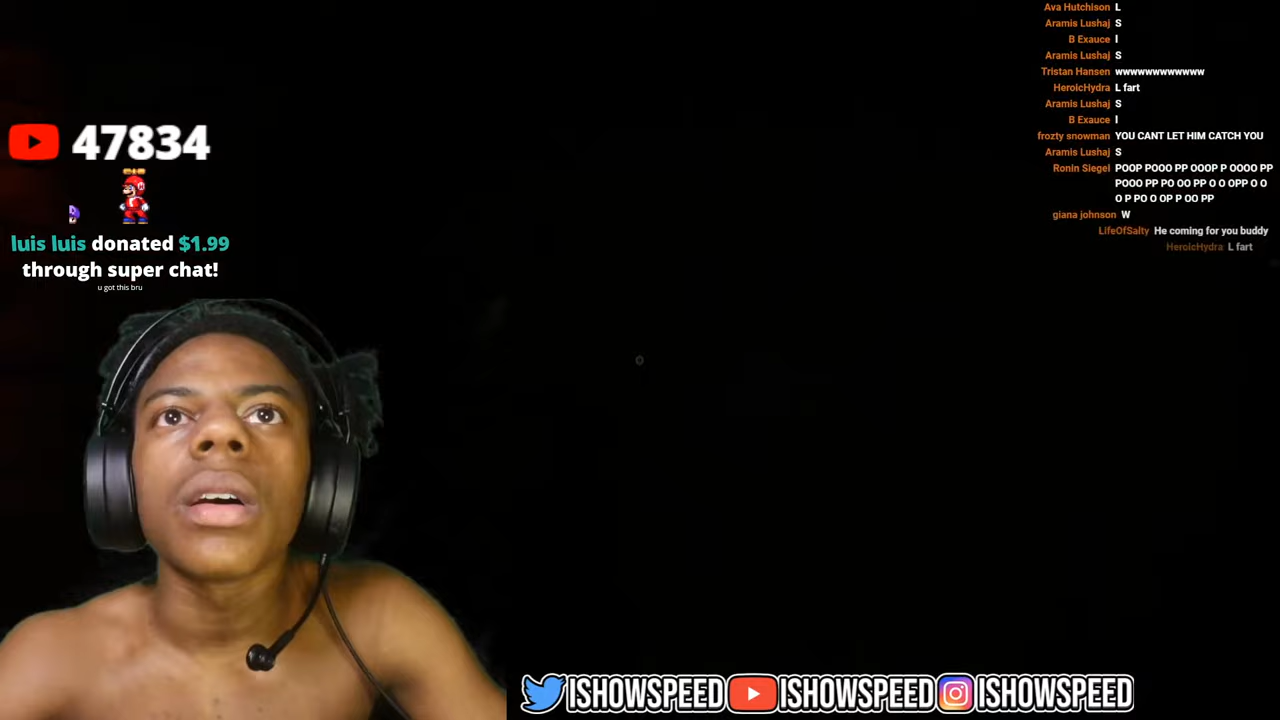 47834
luis luis donated $1.99
through super chat!
u got this bru
Ava Hutchison L
Aramis Lushaj S
B Exauce I
Aramis Lushaj S
Tristan Hansen wwwwwwwwwwww
HeroicHydra L fart
Aramis Lushaj S
B Exauce I
frozty snowman YOU CANT LET HIM CATCH YOU
Aramis Lushaj S
Ronin Siegel POOP POOO PP OOOP P OOOO PP
POOO PP PO OO PP O O OPP O O
O P PO O OP P OO PP
giana johnson W
LifeOfSalty He coming for you buddy
HeroicHydra L fart
ISHOWSPEED ISHOWSPEED ISHOWSPEED